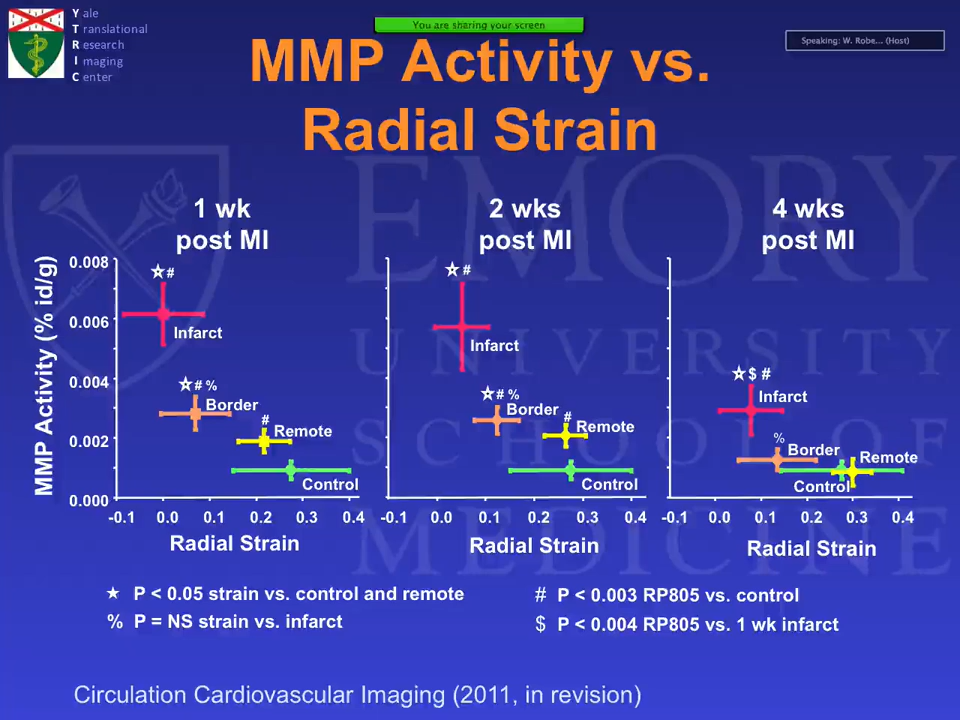 Y ale
T ranslational
R esearch
I maging
C enter
You are sharing your screen
Speaking: W. Robe... (Host)
MMP Activity vs.
Radial Strain
EMORY
UNIVERSITY
SCHOOL OF
MEDICINE
1 wk
post MI
2 wks
post MI
4 wks
post MI
MMP Activity (% id/g)
0.008
0.006
0.004
0.002
0.000
☆#
Infarct
☆# %
Border
#
Remote
Control
-0.1 0.0 0.1 0.2 0.3 0.4
Radial Strain
☆#
Infarct
☆# %
Border
#
Remote
Control
-0.1 0.0 0.1 0.2 0.3 0.4
Radial Strain
☆$ #
Infarct
%
Border
Remote
Control
-0.1 0.0 0.1 0.2 0.3 0.4
Radial Strain
★ P < 0.05 strain vs. control and remote
% P = NS strain vs. infarct
# P < 0.003 RP805 vs. control
$ P < 0.004 RP805 vs. 1 wk infarct
Circulation Cardiovascular Imaging (2011, in revision)